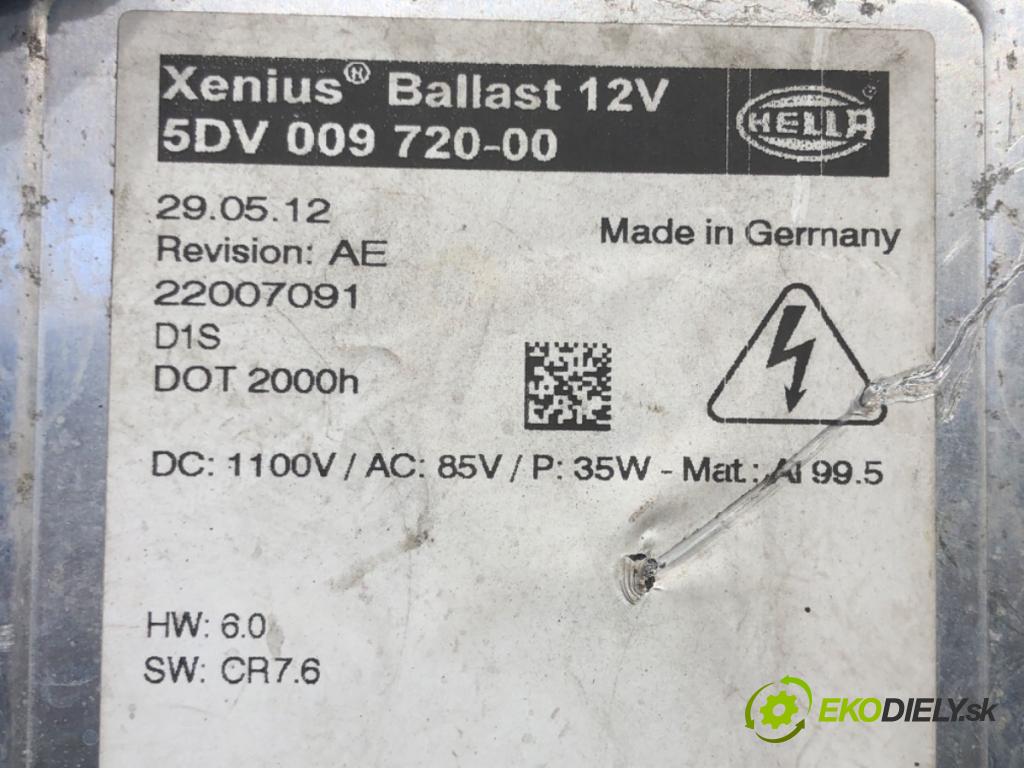 Xenius® Ballast 12V
5DV 009 720-00
HELLA
29.05.12
Made in Germany
Revision: AE
22007091
D1S
DOT 2000h
DC: 1100V / AC: 85V / P: 35W - Mat.: Al 99.5
HW: 6.0
SW: CR7.6
EKODIELY.sk